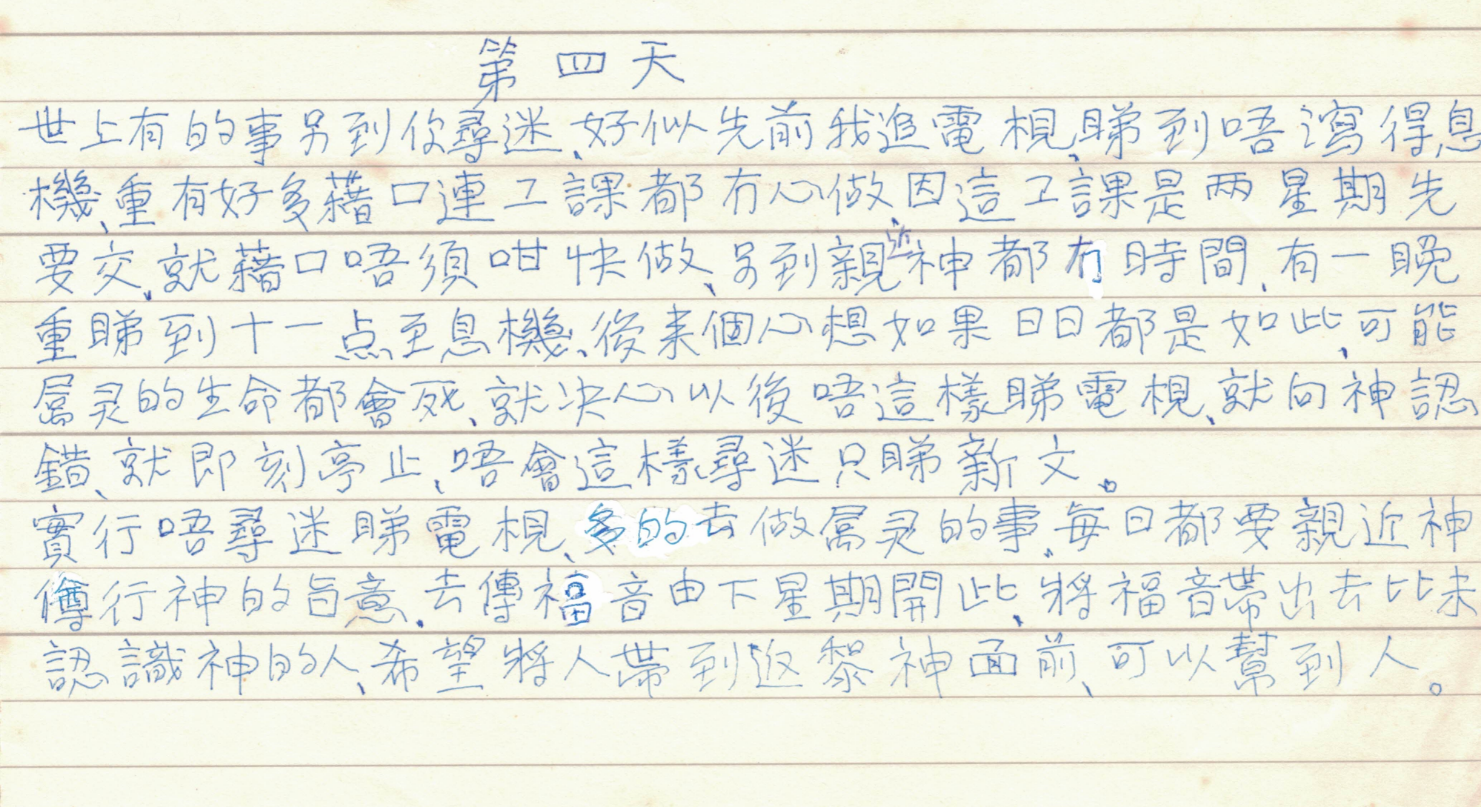 第四天
世上有的事另到你尋迷、好似先前我追電視、睇到唔瀉得息
機、重有好多藉口連工課都冇心做、因這工課是两星期先
要交、就藉口唔須咁快做、另到親近神都冇時間、有一晚
重睇到十一点至息機、後来個心想如果日日都是如此、可能
屬灵的生命都會死、就决心以後唔這樣睇電視、就向神認
錯、就即刻亭止、唔會這樣尋迷只睇新文。
實行唔尋迷睇電視、多的去做屬灵的事、每日都要親近神
行神的旨意、去傳福音由下星期開此、將福音帶出去比未
認識神的人、希望將人帶到返黎神面前、可以幫到人。